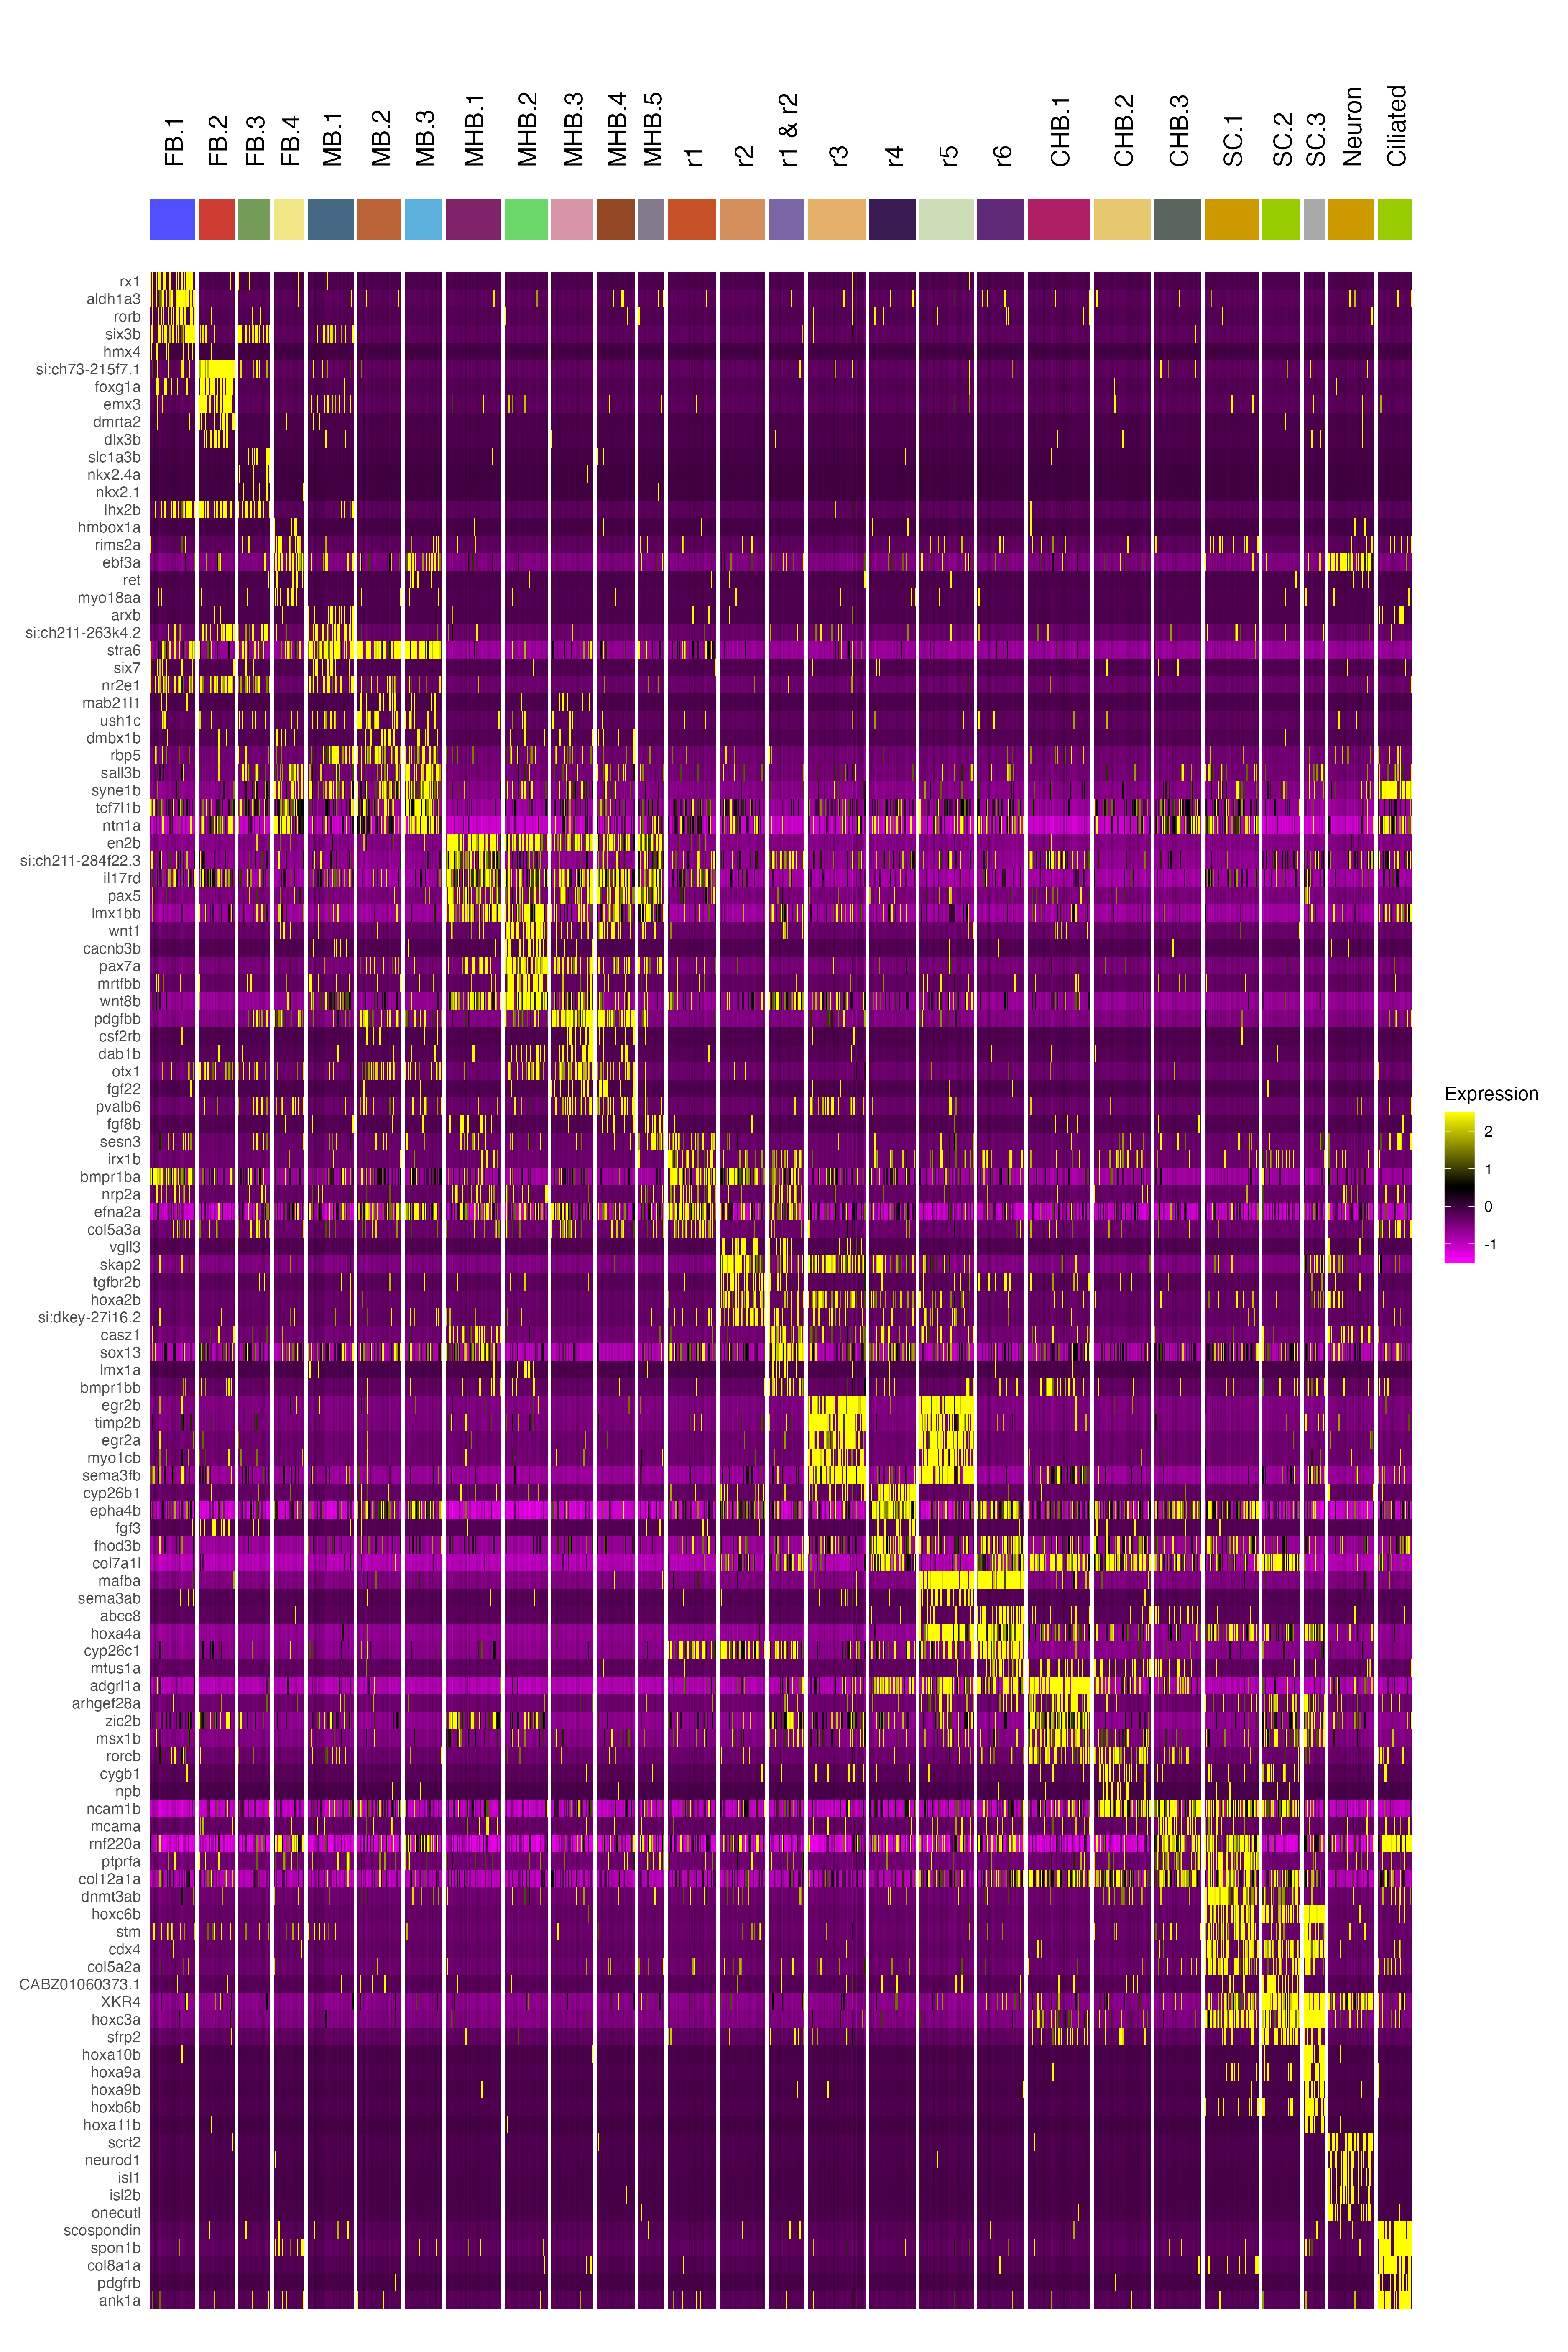 FB.1
FB.2
FB.3
FB.4
MB.1
MB.2
MB.3
MHB.1
MHB.2
MHB.3
MHB.4
MHB.5
r1
r2
r1 & r2
r3
r4
r5
r6
CHB.1
CHB.2
CHB.3
SC.1
SC.2
SC.3
Neuron
Ciliated
rx1
aldh1a3
rorb
six3b
hmx4
si:ch73-215f7.1
foxg1a
emx3
dmrta2
dlx3b
slc1a3b
nkx2.4a
nkx2.1
lhx2b
hmbox1a
rims2a
ebf3a
ret
myo18aa
arxb
si:ch211-263k4.2
stra6
six7
nr2e1
mab21l1
ush1c
dmbx1b
rbp5
sall3b
syne1b
tcf7l1b
ntn1a
en2b
si:ch211-284f22.3
il17rd
pax5
lmx1bb
wnt1
cacnb3b
pax7a
mrtfbb
wnt8b
pdgfbb
csf2rb
dab1b
otx1
fgf22
pvalb6
fgf8b
sesn3
irx1b
bmpr1ba
nrp2a
efna2a
col5a3a
vgll3
skap2
tgfbr2b
hoxa2b
si:dkey-27i16.2
casz1
sox13
lmx1a
bmpr1bb
egr2b
timp2b
egr2a
myo1cb
sema3fb
cyp26b1
epha4b
fgf3
fhod3b
col7a1l
mafba
sema3ab
abcc8
hoxa4a
cyp26c1
mtus1a
adgrl1a
arhgef28a
zic2b
msx1b
rorcb
cygb1
npb
ncam1b
mcama
rnf220a
ptprfa
col12a1a
dnmt3ab
hoxc6b
stm
cdx4
col5a2a
CABZ01060373.1
XKR4
hoxc3a
sfrp2
hoxa10b
hoxa9a
hoxa9b
hoxb6b
hoxa11b
scrt2
neurod1
isl1
isl2b
onecutl
scospondin
spon1b
col8a1a
pdgfrb
ank1a
Expression
2
1
0
-1